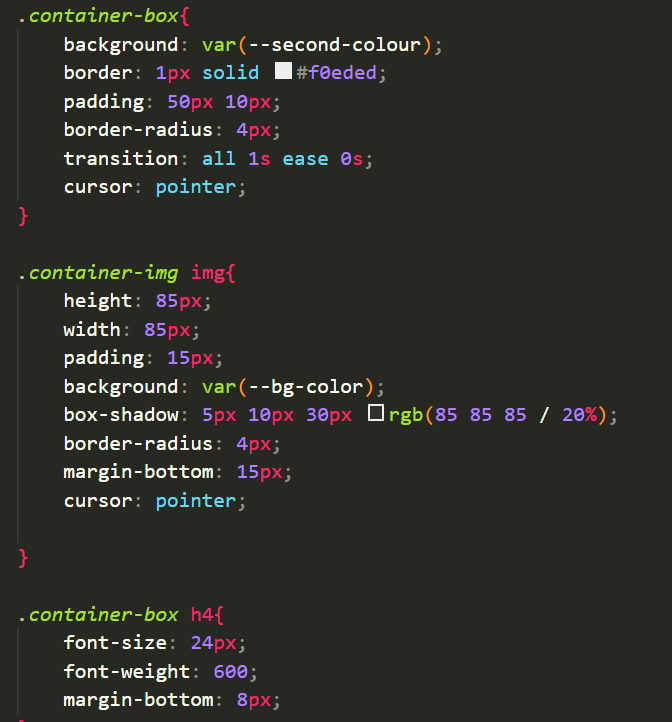 .container-box{
    background: var(--second-colour);
    border: 1px solid #f0eded;
    padding: 50px 10px;
    border-radius: 4px;
    transition: all 1s ease 0s;
    cursor: pointer;
}
.container-img img{
    height: 85px;
    width: 85px;
    padding: 15px;
    background: var(--bg-color);
    box-shadow: 5px 10px 30px rgb(85 85 85 / 20%);
    border-radius: 4px;
    margin-bottom: 15px;
    cursor: pointer;
}
.container-box h4{
    font-size: 24px;
    font-weight: 600;
    margin-bottom: 8px;